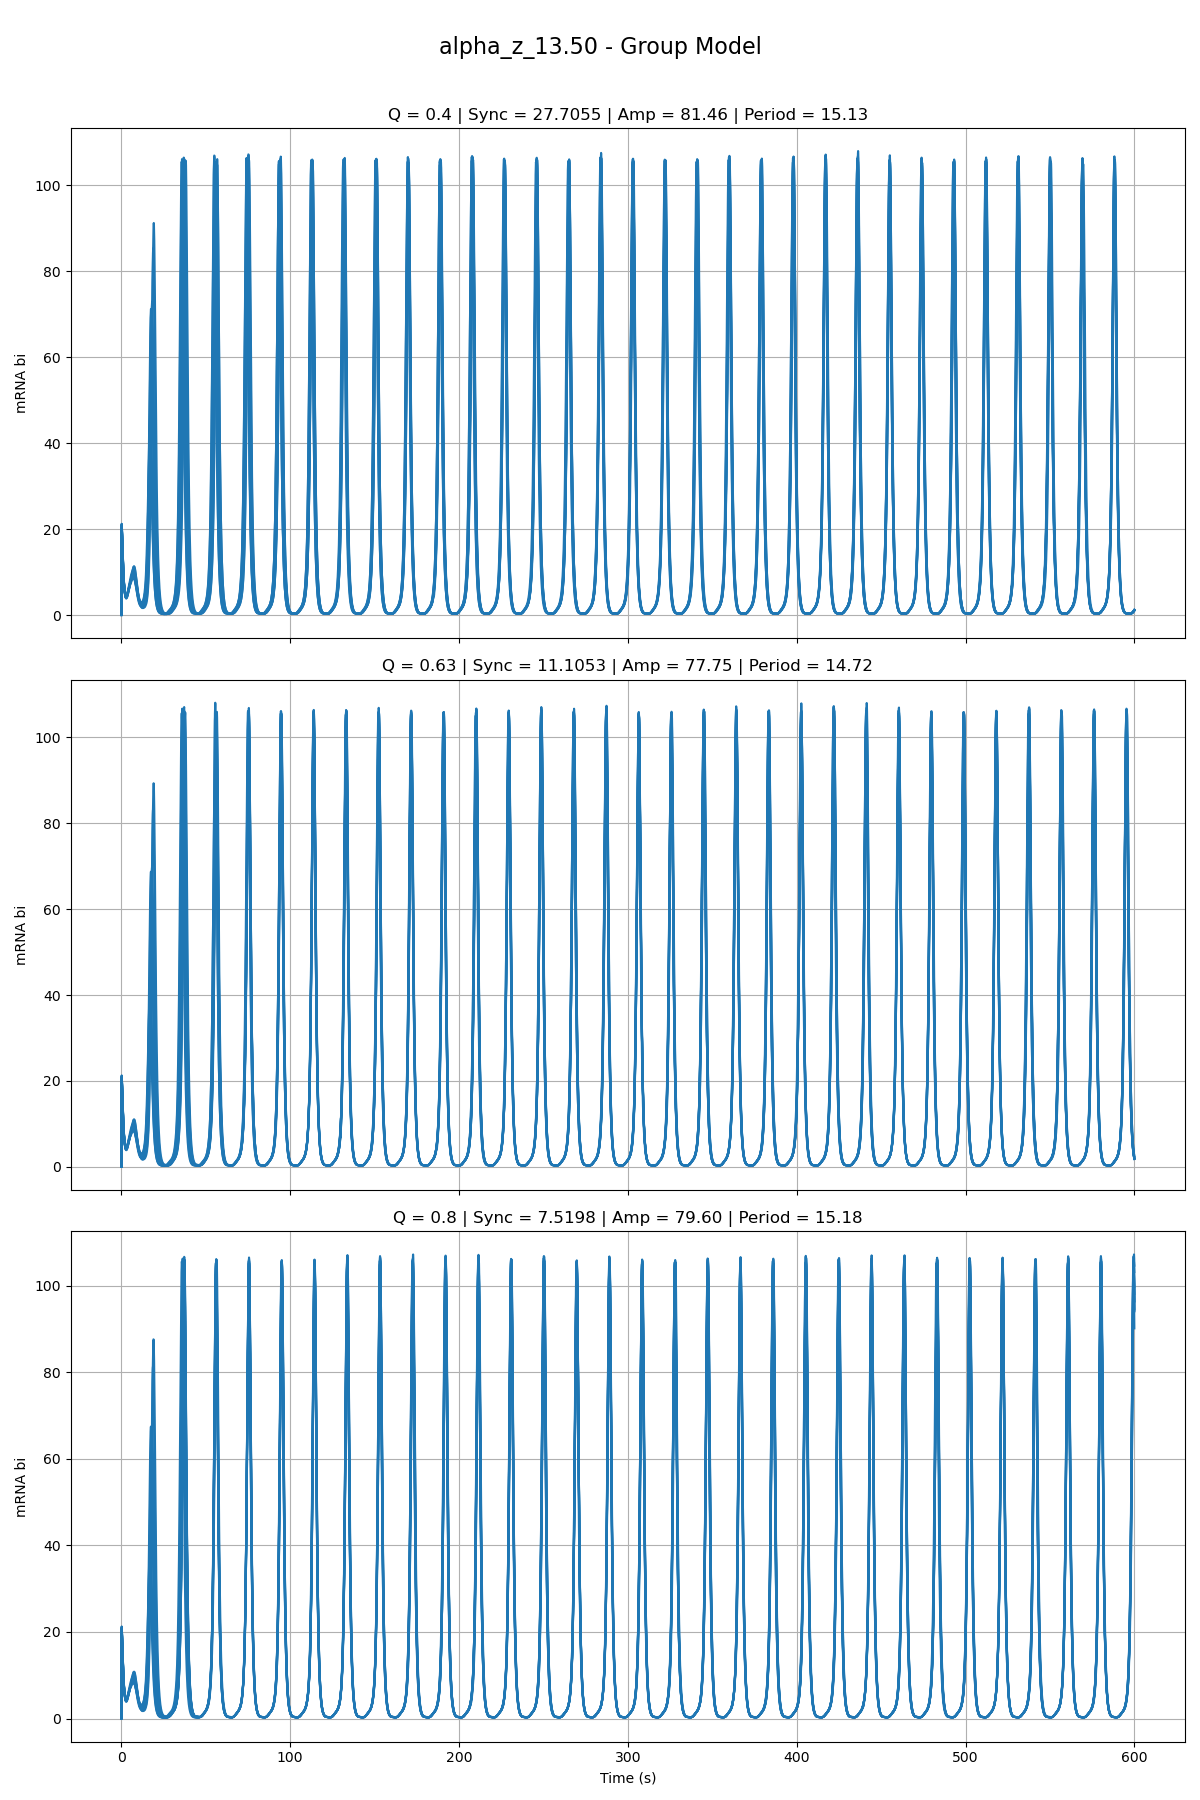 alpha_z_13.50 - Group Model
Q = 0.4 | Sync = 27.7055 | Amp = 81.46 | Period = 15.13
100
80
60
40
20
0
mRNA bi
Q = 0.63 | Sync = 11.1053 | Amp = 77.75 | Period = 14.72
100
80
60
40
20
0
mRNA bi
Q = 0.8 | Sync = 7.5198 | Amp = 79.60 | Period = 15.18
100
80
60
40
20
0
mRNA bi
0 100 200 300 400 500 600
Time (s)